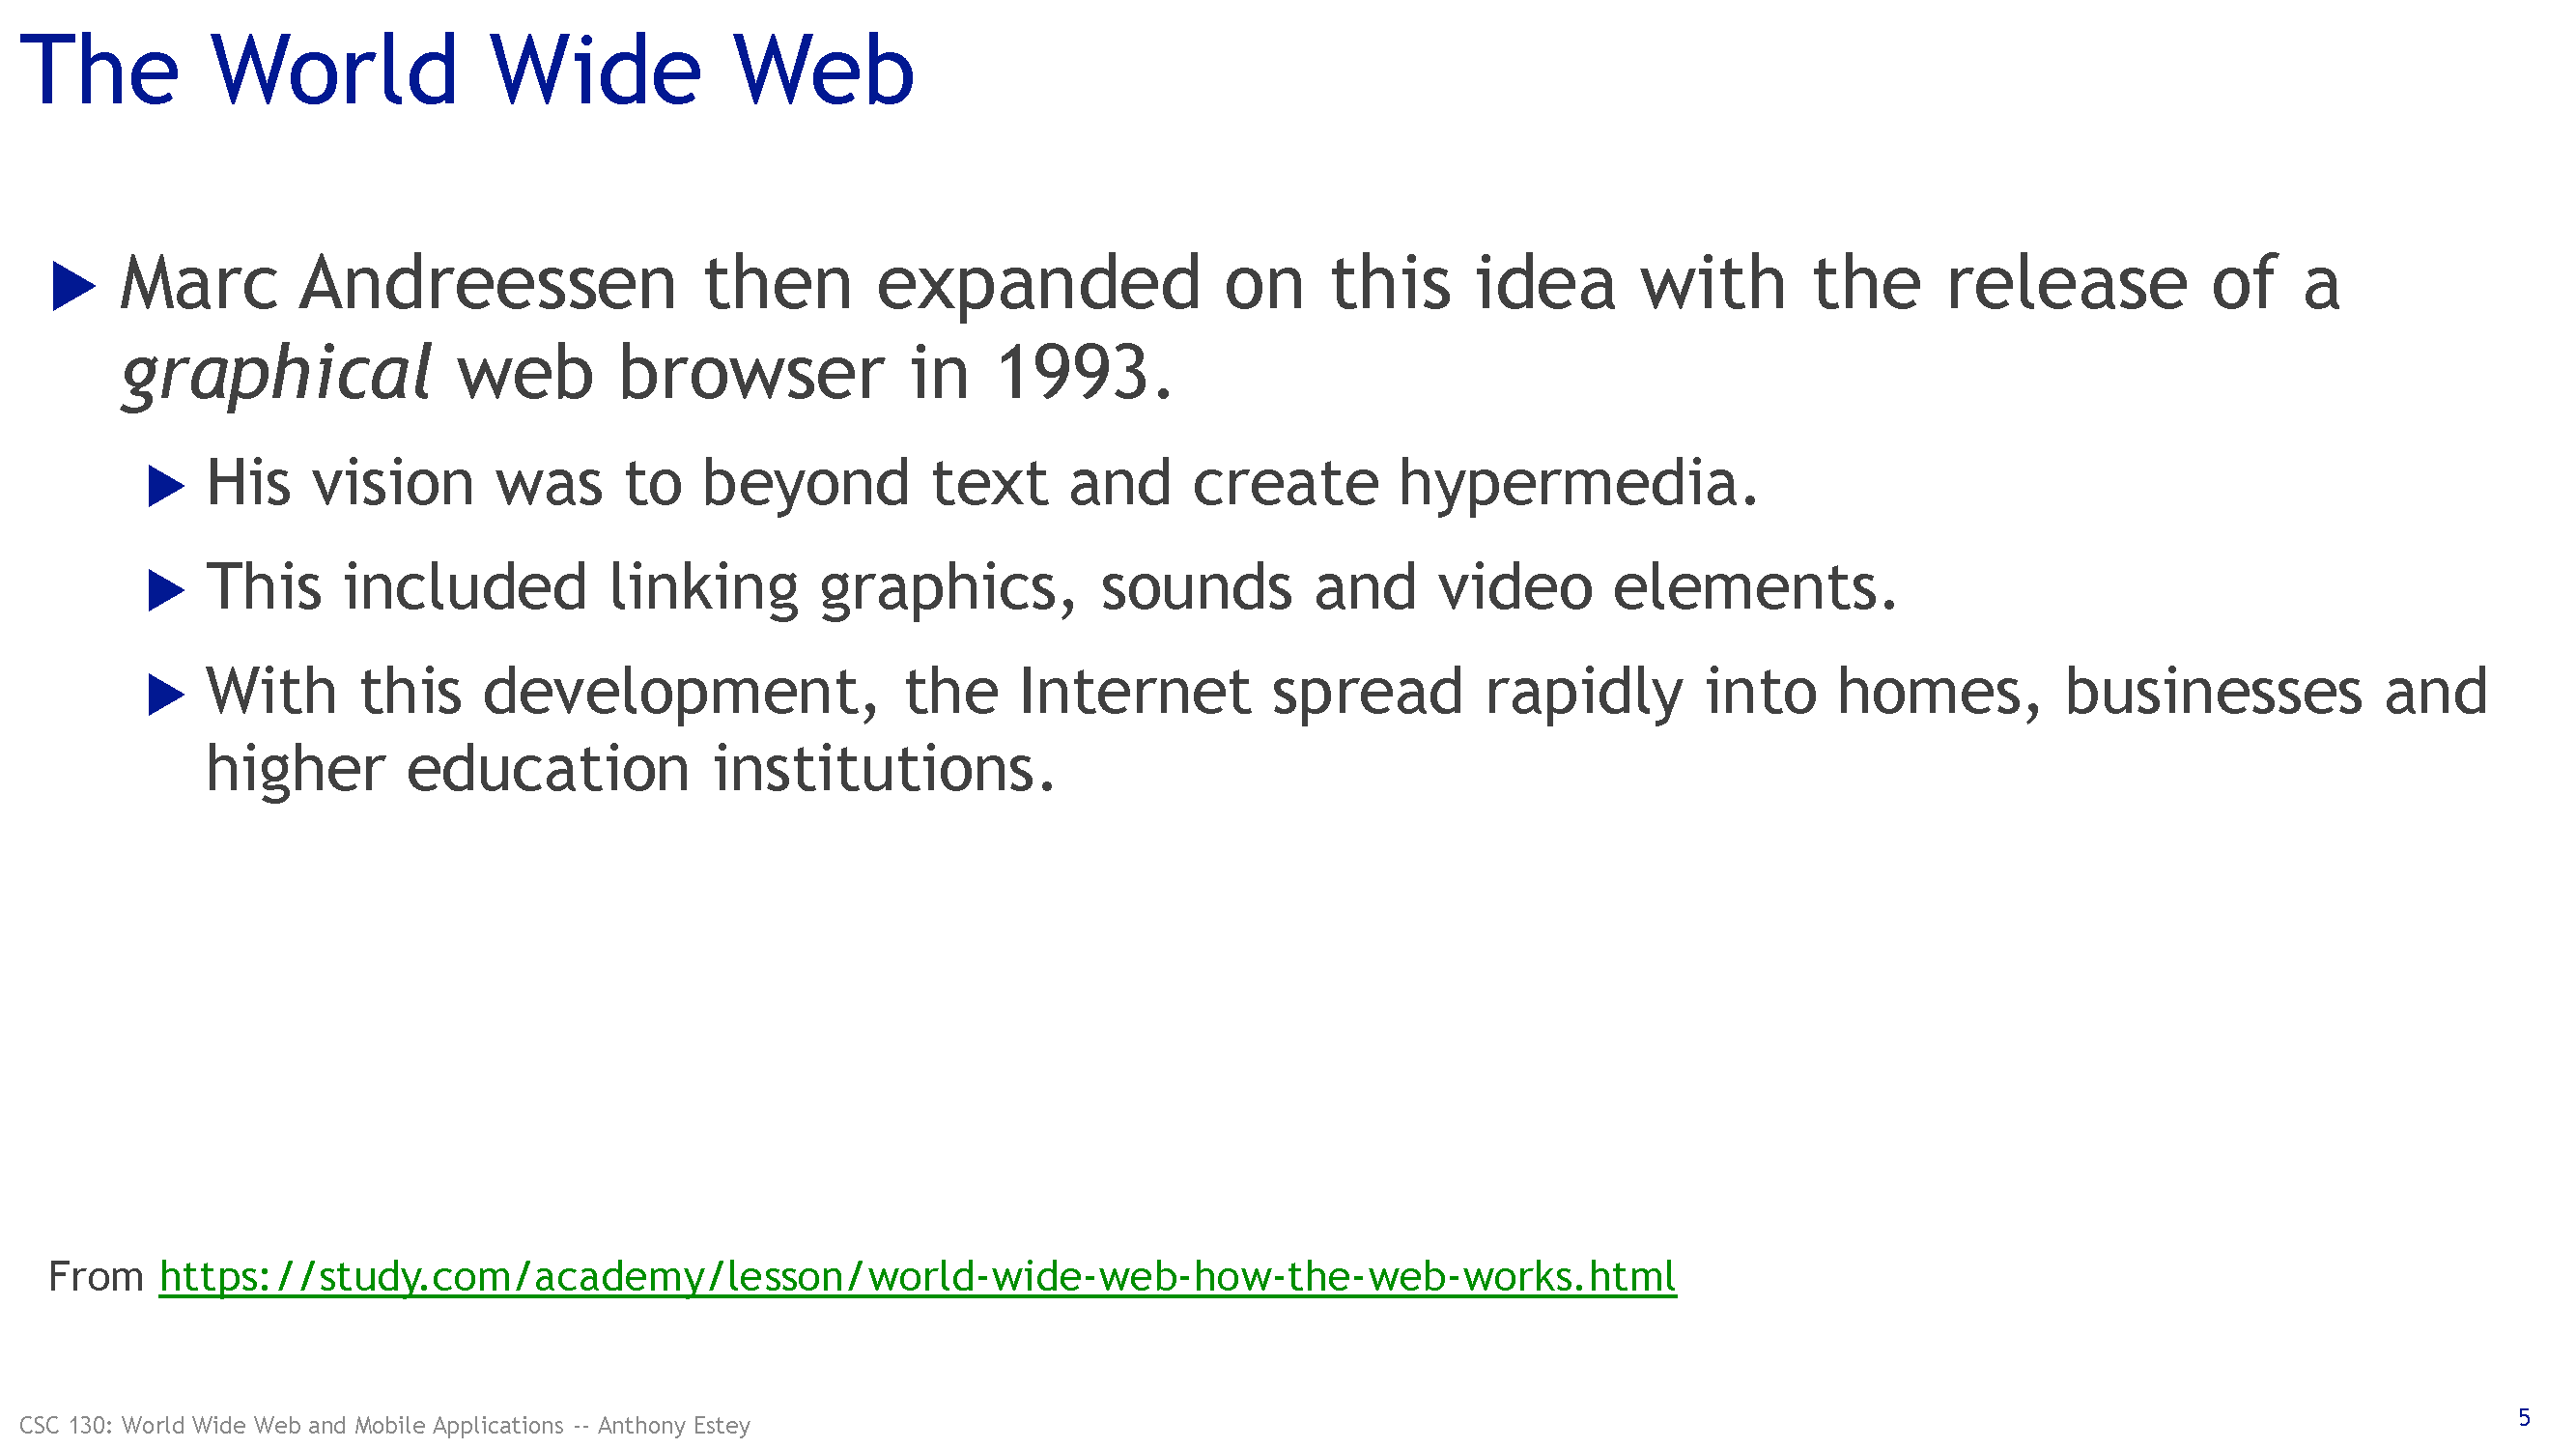 The World Wide Web
Marc Andreessen then expanded on this idea with the release of a
graphical web browser in 1993.
His vision was to beyond text and create hypermedia.
This included linking graphics, sounds and video elements.
With this development, the Internet spread rapidly into homes, businesses and
higher education institutions.
From https://study.com/academy/lesson/world-wide-web-how-the-web-works.html
CSC 130: World Wide Web and Mobile Applications -- Anthony Estey
5